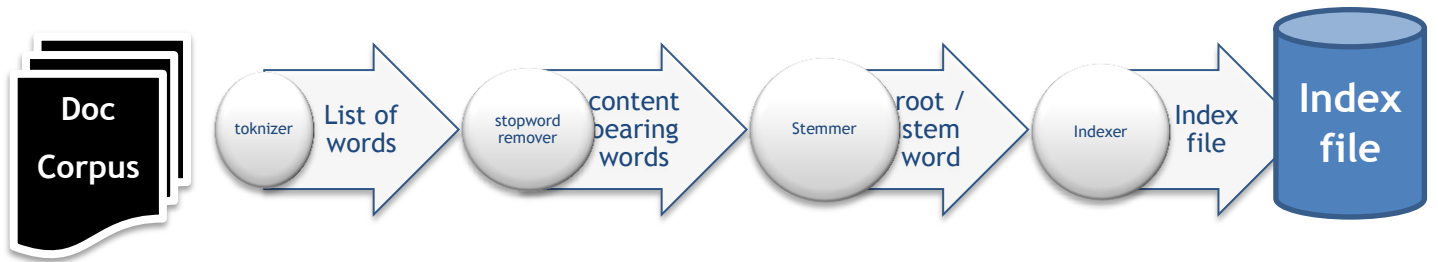 Doc
Corpus
toknizer
List of
words
stopword
remover
content
bearing
words
Stemmer
root /
stem
word
Indexer
Index
file
Index
file